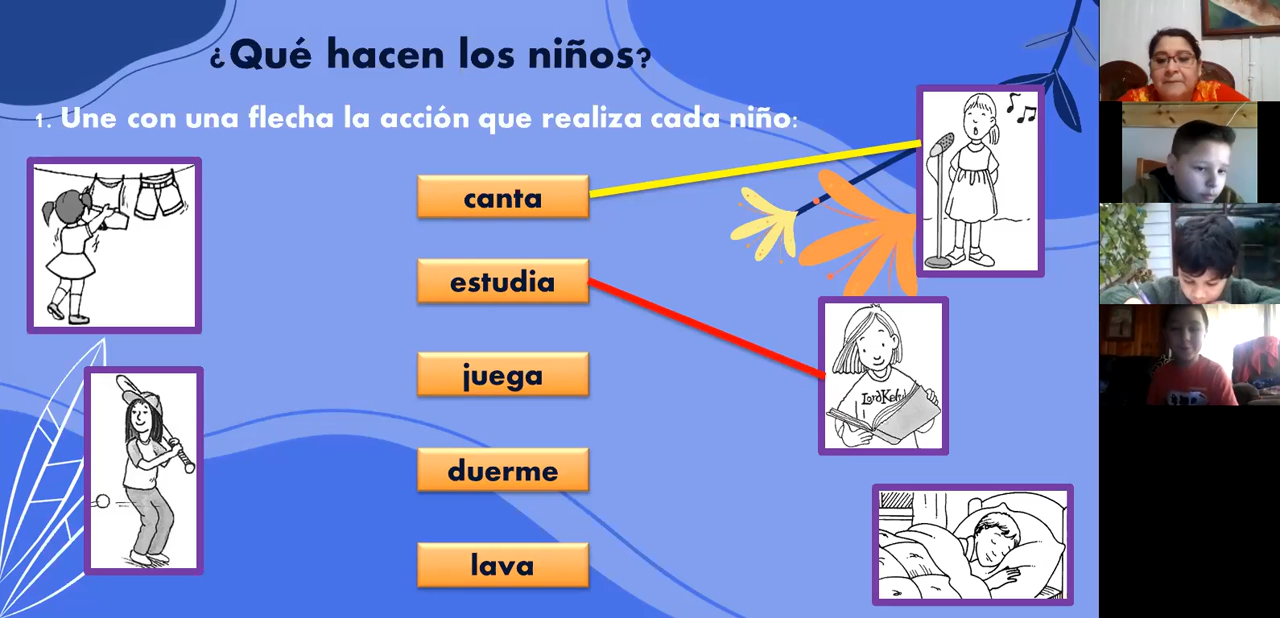 ¿Qué hacen los niños?
1. Une con una flecha la acción que realiza cada niño:
canta
estudia
juega
duerme
lava